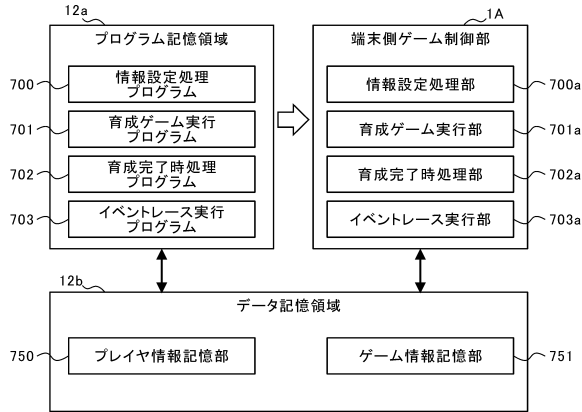 12a
プログラム記憶領域
700
情報設定処理
プログラム
701
育成ゲーム実行
プログラム
702
育成完了時処理
プログラム
703
イベントレース実行
プログラム
1A
端末側ゲーム制御部
情報設定処理部
700a
育成ゲーム実行部
701a
育成完了時処理部
702a
イベントレース実行部
703a
12b
データ記憶領域
750
プレイヤ情報記憶部
ゲーム情報記憶部
751